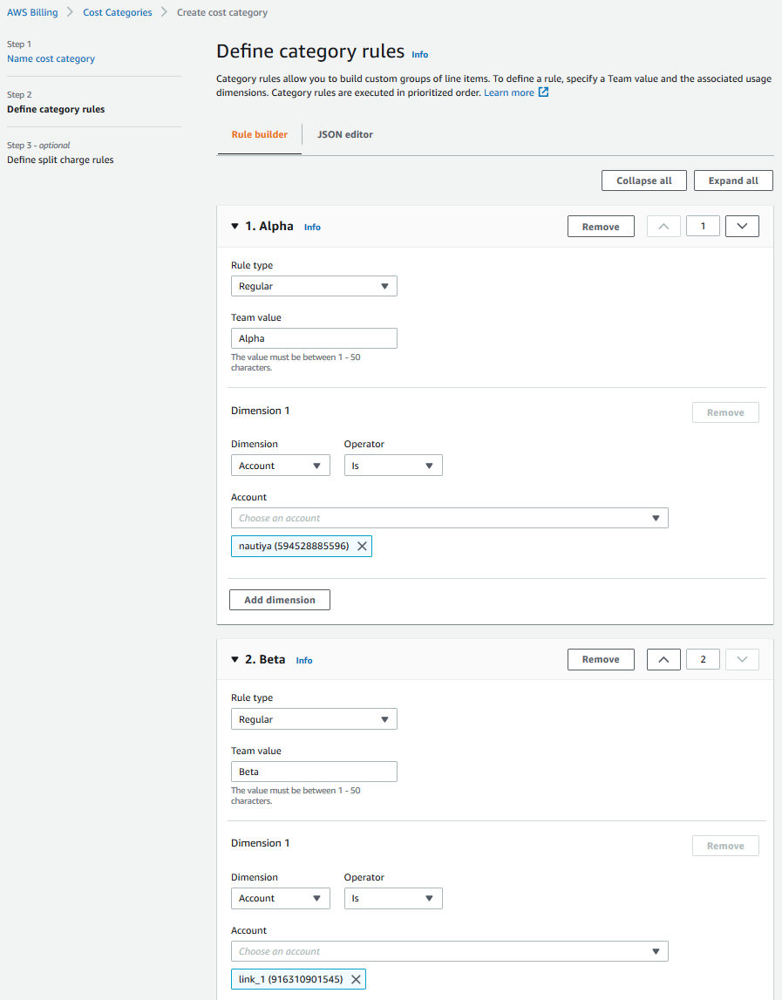 AWS Billing > Cost Categories > Create cost category
Step 1
Name cost category
Step 2
Define category rules
Step 3 - optional
Define split charge rules
Define category rules Info
Category rules allow you to build custom groups of line items. To define a rule, specify a Team value and the associated usage
dimensions. Category rules are executed in prioritized order. Learn more
Rule builder JSON editor
Collapse all Expand all
1. Alpha Info Remove 1
Rule type
Regular
Team value
Alpha
The value must be between 1 - 50
characters.
Dimension 1 Remove
Dimension Operator
Account Is
Account
Choose an account
nautiya (594528885596)
Add dimension
2. Beta Info Remove 2
Rule type
Regular
Team value
Beta
The value must be between 1 - 50
characters.
Dimension 1 Remove
Dimension Operator
Account Is
Account
Choose an account
link_1 (916310901545)